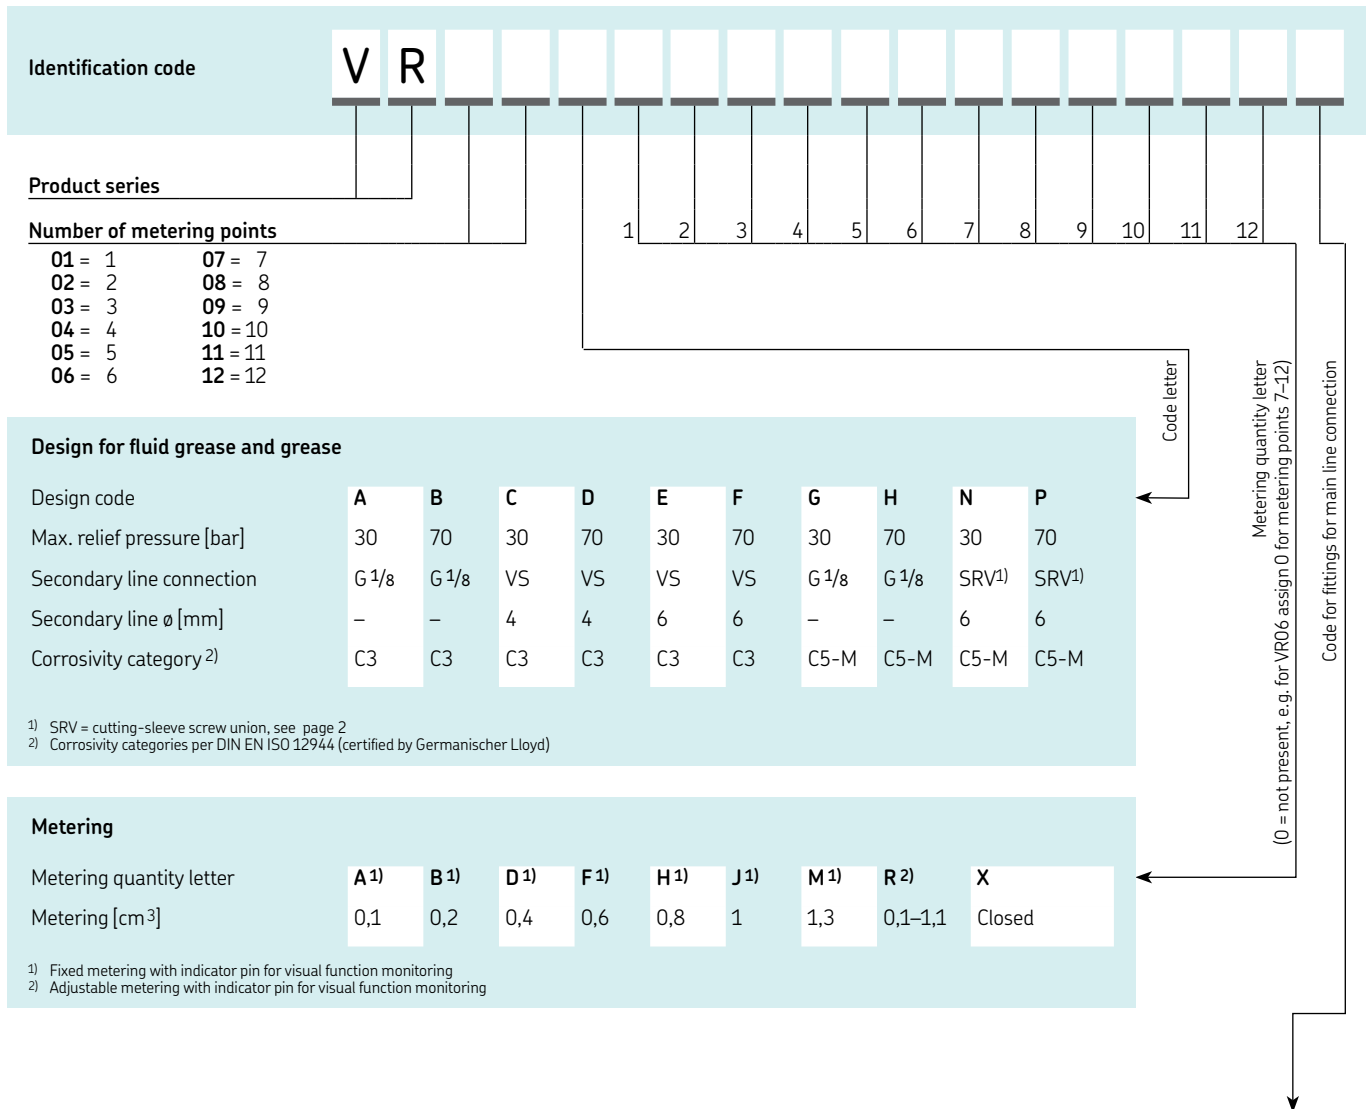 Identification code V R
Product series
Number of metering points 1 2 3 4 5 6 7 8 9 10 11 12
01 = 1 07 = 7
02 = 2 08 = 8
03 = 3 09 = 9
04 = 4 10 = 10
05 = 5 11 = 11
06 = 6 12 = 12
Code letter
Metering quantity letter
(0 = not present, e.g. for VR06 assign 0 for metering points 7–12)
Code for fittings for main line connection
Design for fluid grease and grease
Design code A B C D E F G H N P
Max. relief pressure [bar] 30 70 30 70 30 70 30 70 30 70
Secondary line connection G 1/8 G 1/8 VS VS VS VS G 1/8 G 1/8 SRV1) SRV1)
Secondary line ø [mm] – – 4 4 6 6 – – 6 6
Corrosivity category 2) C3 C3 C3 C3 C3 C3 C5-M C5-M C5-M C5-M
1) SRV = cutting-sleeve screw union, see page 2
2) Corrosivity categories per DIN EN ISO 12944 (certified by Germanischer Lloyd)
Metering
Metering quantity letter A 1) B 1) D 1) F 1) H 1) J 1) M 1) R 2) X
Metering [cm3] 0,1 0,2 0,4 0,6 0,8 1 1,3 0,1–1,1 Closed
1) Fixed metering with indicator pin for visual function monitoring
2) Adjustable metering with indicator pin for visual function monitoring